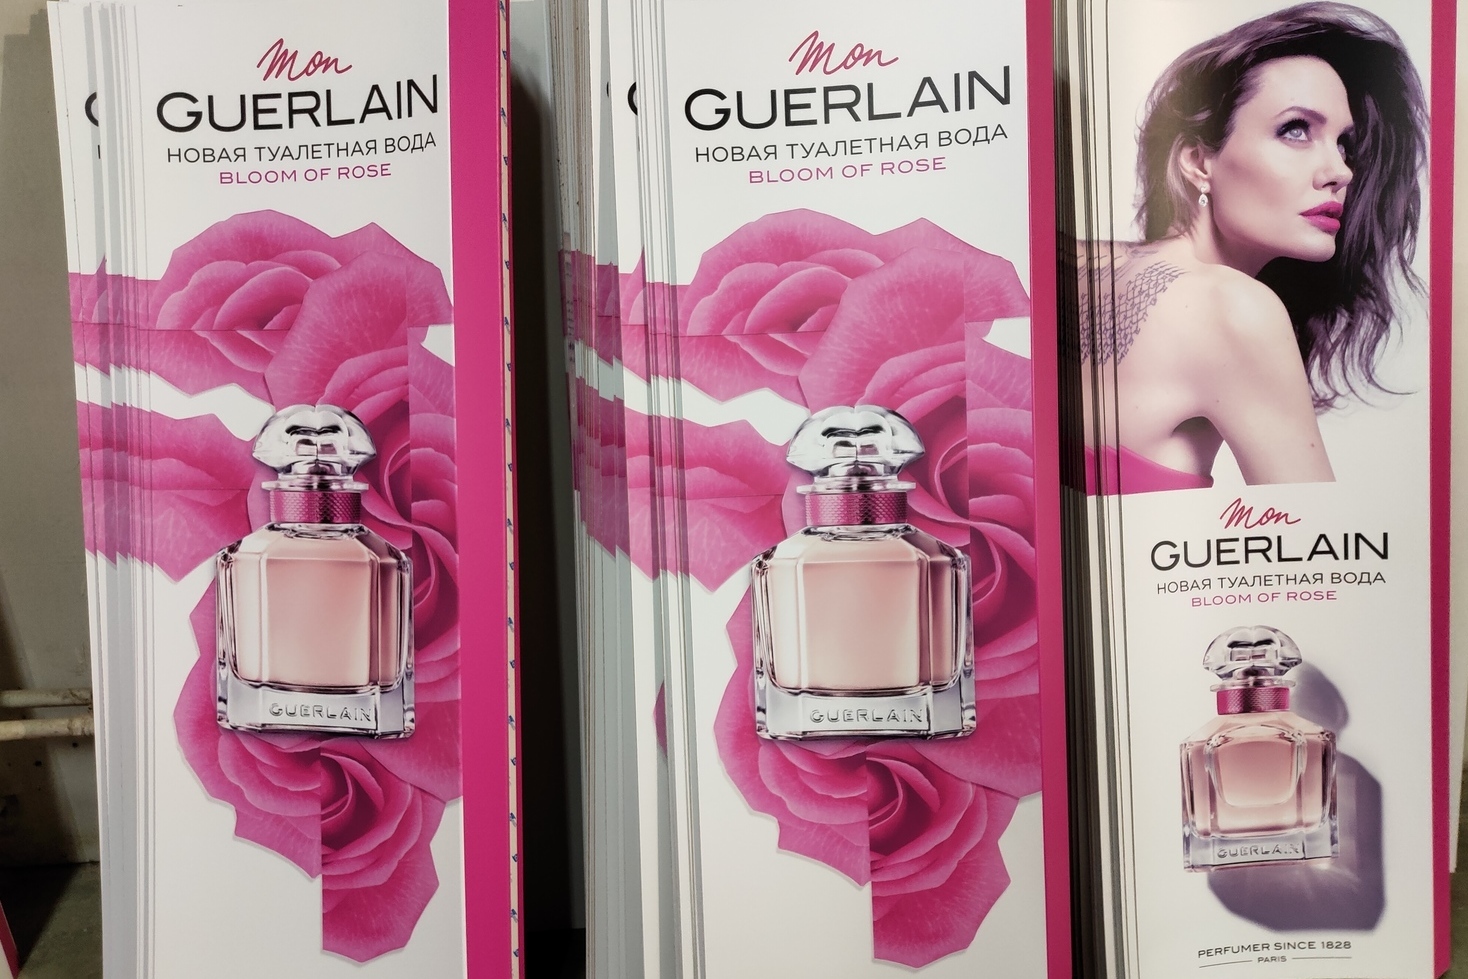 Mon
GUERLAIN
НОВАЯ ТУАЛЕТНАЯ ВОДА
BLOOM OF ROSE
GUERLAIN
Mon
GUERLAIN
НОВАЯ ТУАЛЕТНАЯ ВОДА
BLOOM OF ROSE
GUERLAIN
Mon
GUERLAIN
НОВАЯ ТУАЛЕТНАЯ ВОДА
BLOOM OF ROSE
GUERLAIN
PERFUMER SINCE 1828
PARIS